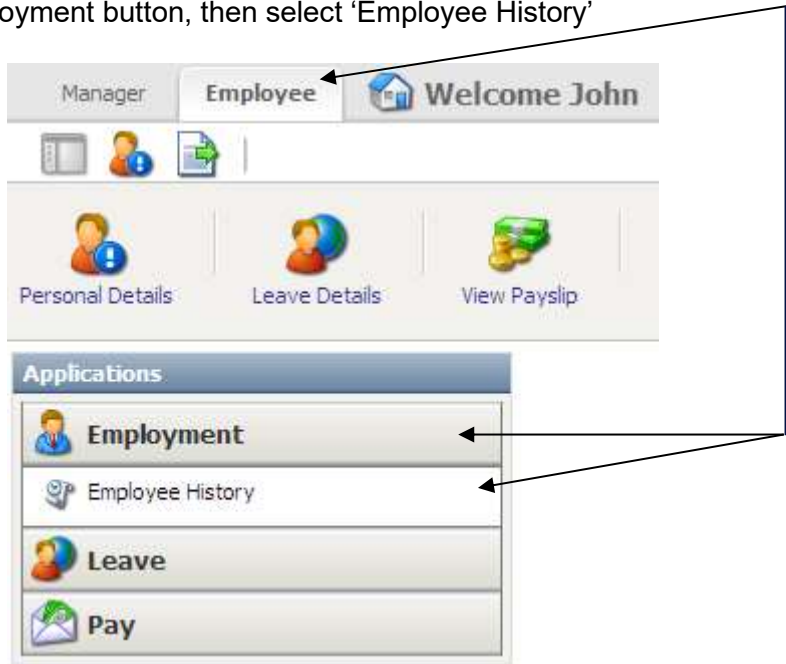 button, then select ‘Employee History’
Manager Employee Welcome John
Personal Details Leave Details View Payslip
Applications
Employment
Employee History
Leave
Pay